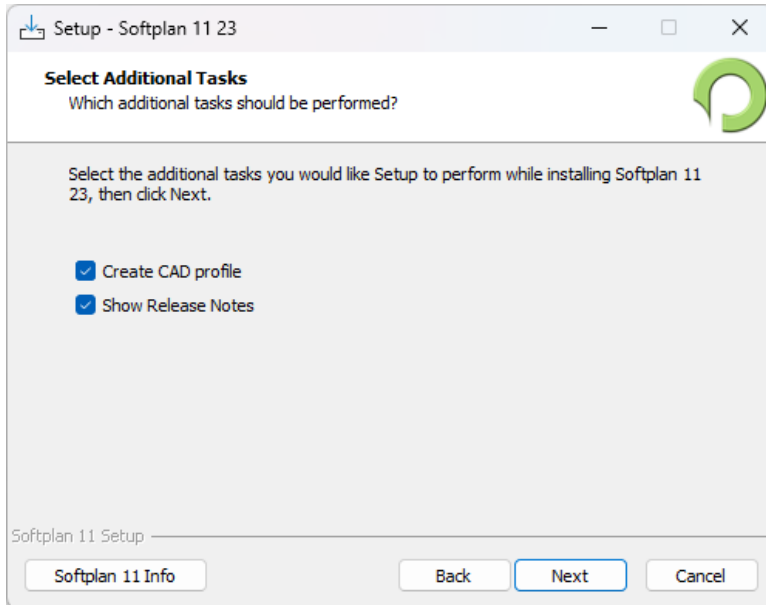 Setup - Softplan 11 23
Select Additional Tasks
Which additional tasks should be performed?
Select the additional tasks you would like Setup to perform while installing Softplan 11
23, then click Next.
Create CAD profile
Show Release Notes
Softplan 11 Setup
Softplan 11 Info
Back
Next
Cancel